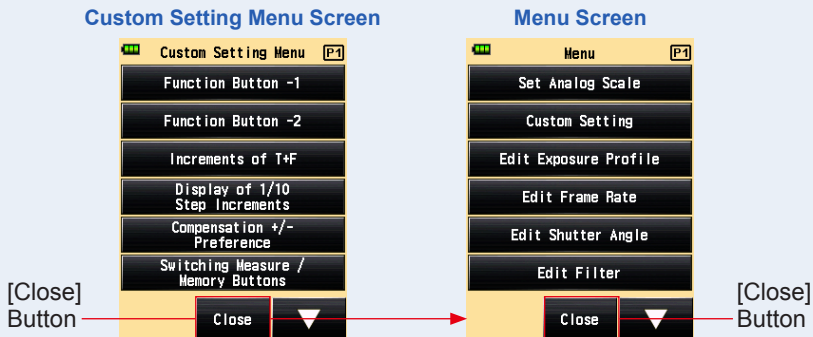 Custom Setting Menu Screen
Custom Setting Menu P1
Function Button -1
Function Button -2
Increments of T+F
Display of 1/10
Step Increments
Compensation +/-
Preference
Switching Measure /
Memory Buttons
Close
[Close]
Button
Menu Screen
Menu P1
Set Analog Scale
Custom Setting
Edit Exposure Profile
Edit Frame Rate
Edit Shutter Angle
Edit Filter
Close
[Close]
Button